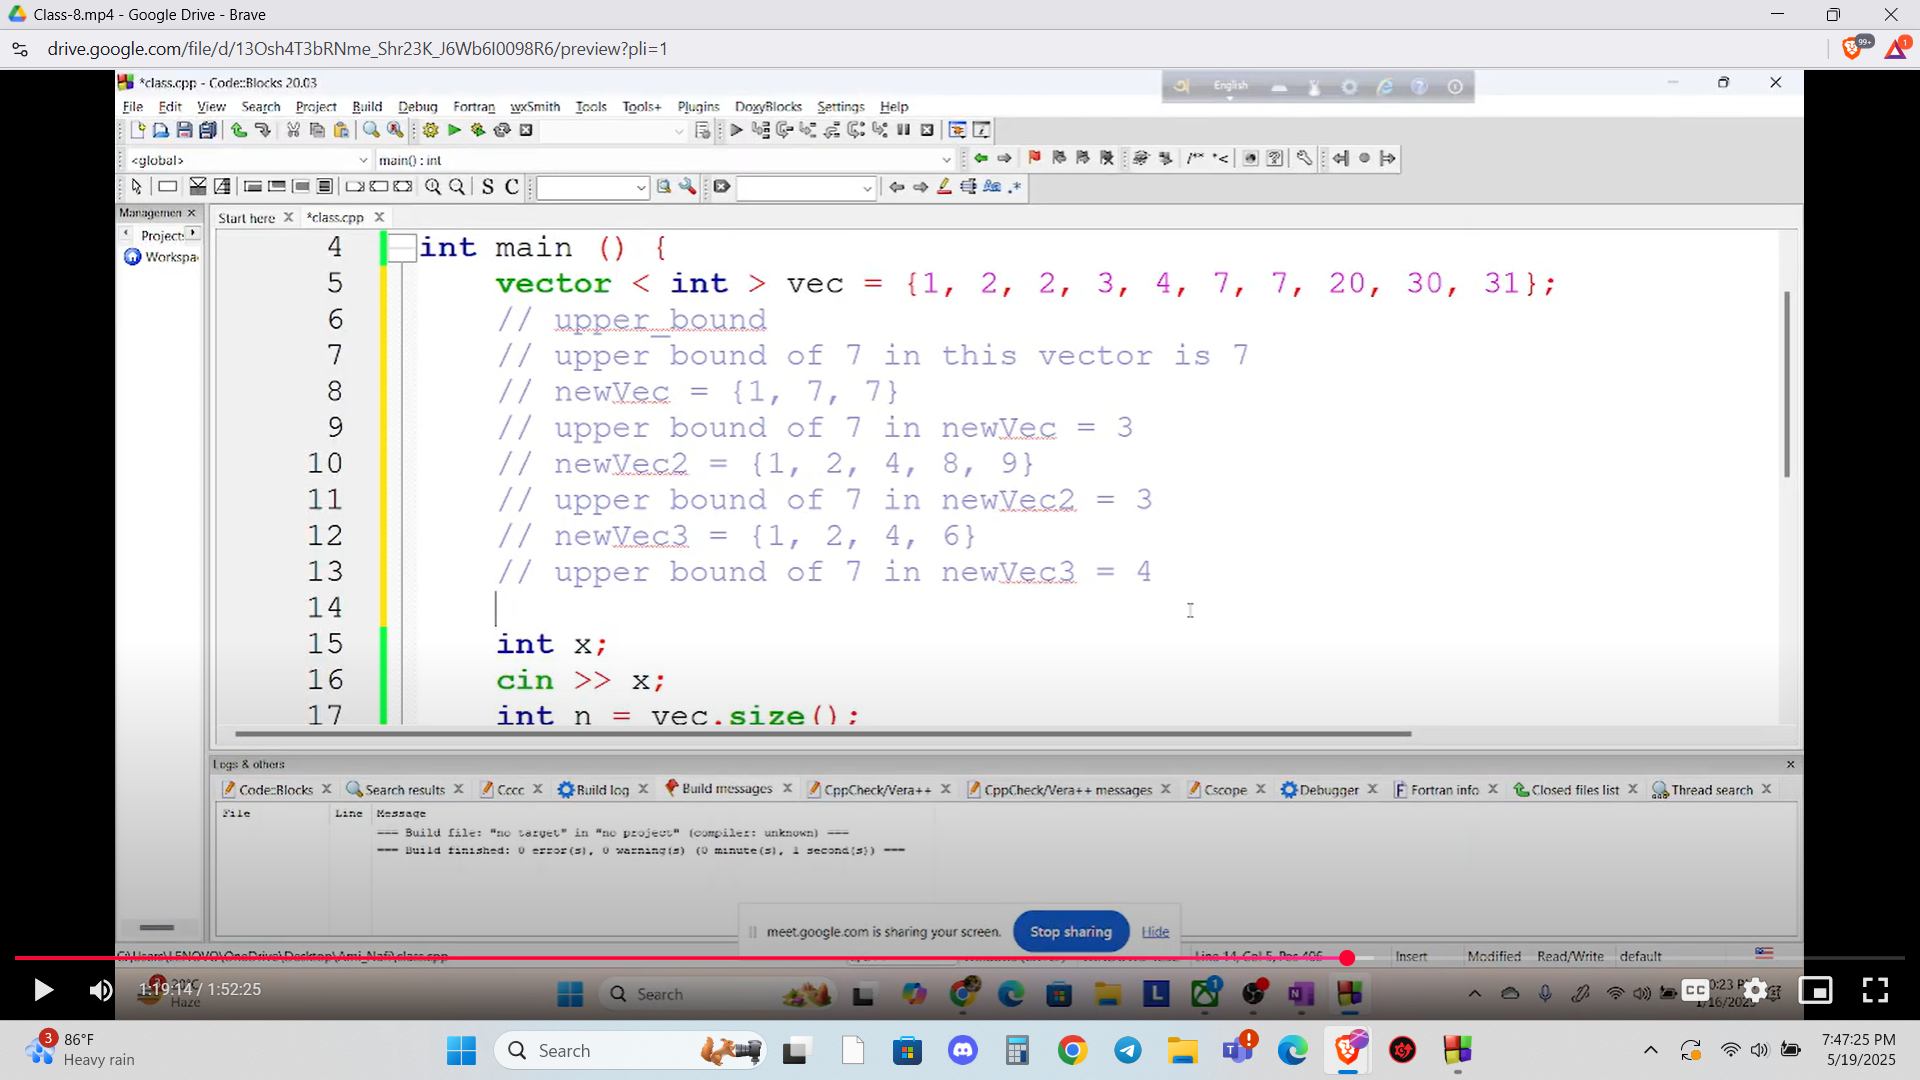 Class-8.mp4 - Google Drive - Brave
drive.google.com/file/d/13Osh4T3bRNme_Shr23K_J6Wb6I0098R6/preview?pli=1
99+
1
*class.cpp - Code::Blocks 20.03
English
File Edit View Search Project Build Debug Fortran wxSmith Tools Tools+ Plugins DoxyBlocks Settings Help
<global>
main() : int
S C
Managemen
Start here
*class.cpp
Project:
Workspa
4 int main () {
5 vector < int > vec = {1, 2, 2, 3, 4, 7, 7, 20, 30, 31};
6 // upper_bound
7 // upper bound of 7 in this vector is 7
8 // newVec = {1, 7, 7}
9 // upper bound of 7 in newVec = 3
10 // newVec2 = {1, 2, 4, 8, 9}
11 // upper bound of 7 in newVec2 = 3
12 // newVec3 = {1, 2, 4, 6}
13 // upper bound of 7 in newVec3 = 4
14
15 int x;
16 cin >> x;
17 int n = vec.size();
Logs & others
Code::Blocks Search results Cccc Build log Build messages CppCheck/Vera++ CppCheck/Vera++ messages Cscope Debugger Fortran info Closed files list Thread search
File Line Message
=== Build file: "no target" in "no project" (compiler: unknown) ===
=== Build finished: 0 error(s), 0 warning(s) (0 minute(s), 1 second(s)) ===
meet.google.com is sharing your screen. Stop sharing Hide
C:\Users\LENOVO\OneDrive\Desktop\Ami_Nafi\class.cpp
Line 14, Col 5, Pos 406 Insert Modified Read/Write default
1:19:14 / 1:52:25
Haze
Search
CC
3
86°F
Heavy rain
Search
7:47:25 PM
5/19/2025